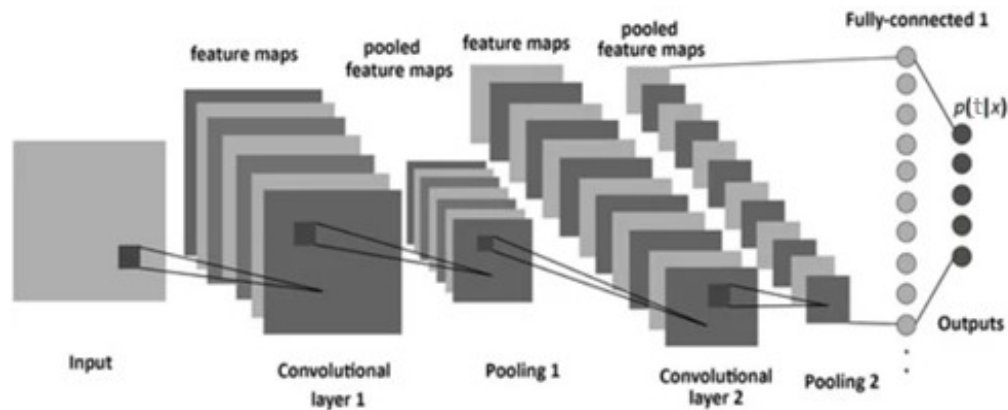 Fully-connected 1
feature maps
pooled
feature maps
feature maps
pooled
feature maps
p(t|x)
Input
Convolutional
layer 1
Pooling 1
Convolutional
layer 2
Pooling 2
Outputs